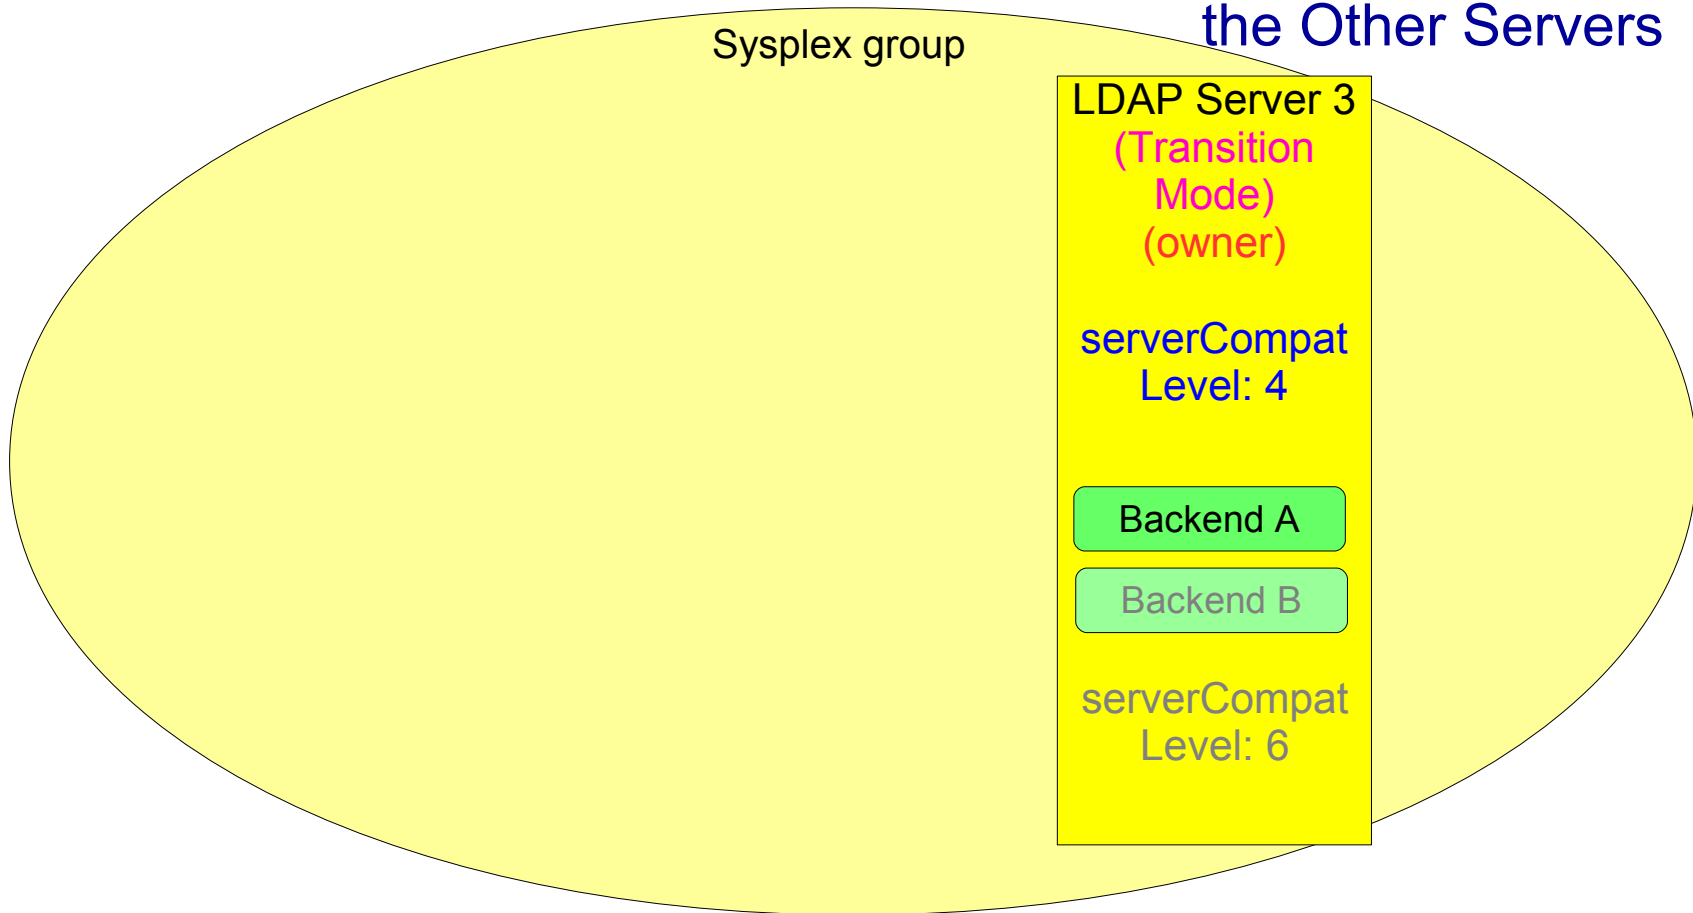 the Other Servers
Sysplex group
LDAP Server 3
(Transition
Mode)
(owner)
serverCompat
Level: 4
Backend A
Backend B
serverCompat
Level: 6